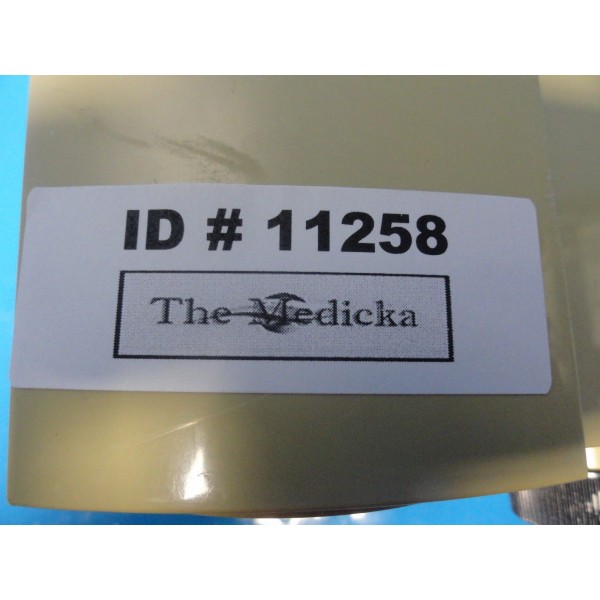 ID # 11258
The Medicka